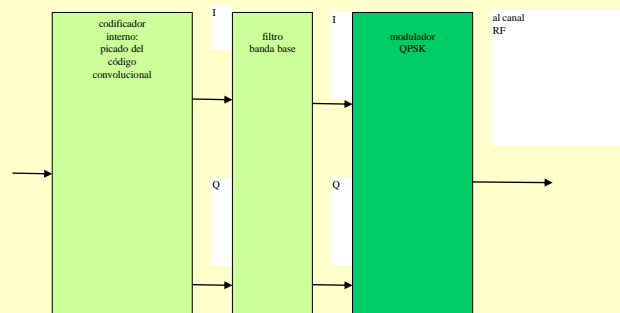 codificador
interno:
picado del
código
convolucional
I
filtro
banda base
I
modulador
QPSK
al canal
RF
Q
Q